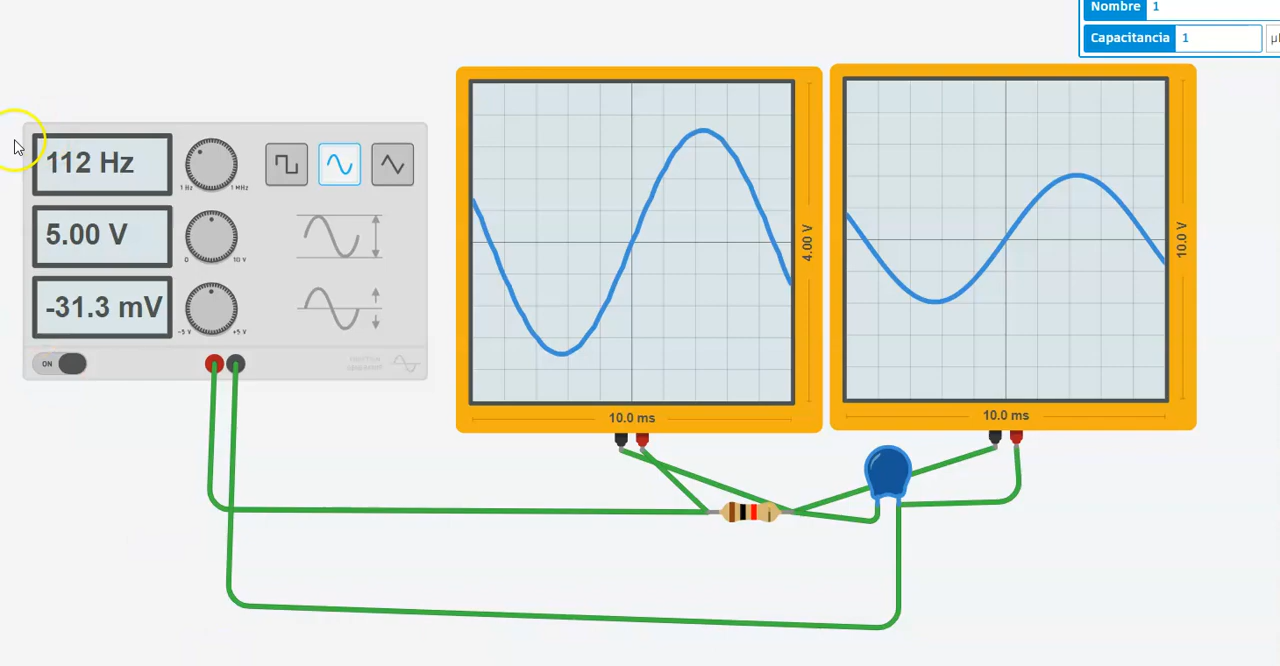 Nombre 1
Capacitancia 1 µ
112 Hz
1 Hz 1 MHz
5.00 V
0 10 V
-31.3 mV
-5 V +5 V
ON
4.00 V
10.0 ms
10.0 V
10.0 ms